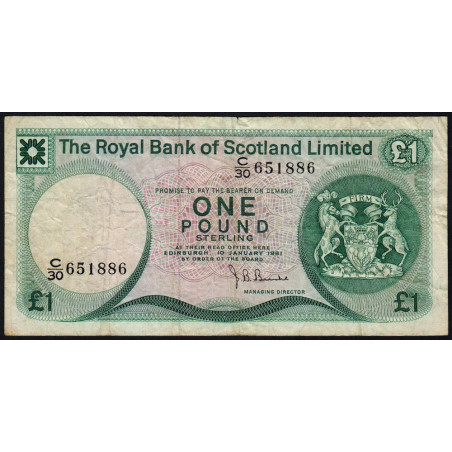 The Royal Bank of Scotland Limited £1
C/30 651886
PROMISE TO PAY THE BEARER ON DEMAND
ONE
POUND
STERLING
AT THEIR HEAD OFFICE HERE
EDINBURGH, 10 JANUARY 1981
BY ORDER OF THE BOARD
FIRM
C/30 651886
MANAGING DIRECTOR
£1 £1